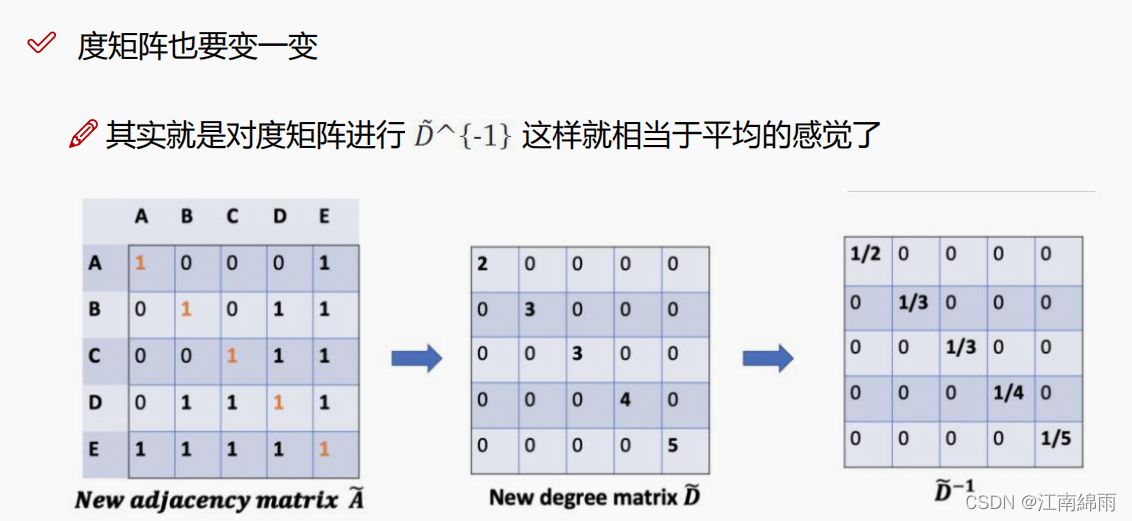 度矩阵也要变一变
其实就是对度矩阵进行 D̃^{-1} 这样就相当于平均的感觉了
A B C D E
A 1 0 0 0 1
B 0 1 0 1 1
C 0 0 1 1 1
D 0 1 1 1 1
E 1 1 1 1 1
New adjacency matrix Ã
2 0 0 0 0
0 3 0 0 0
0 0 3 0 0
0 0 0 4 0
0 0 0 0 5
New degree matrix D̃
1/2 0 0 0 0
0 1/3 0 0 0
0 0 1/3 0 0
0 0 0 1/4 0
0 0 0 0 1/5
D̃⁻¹
CSDN @江南綿雨